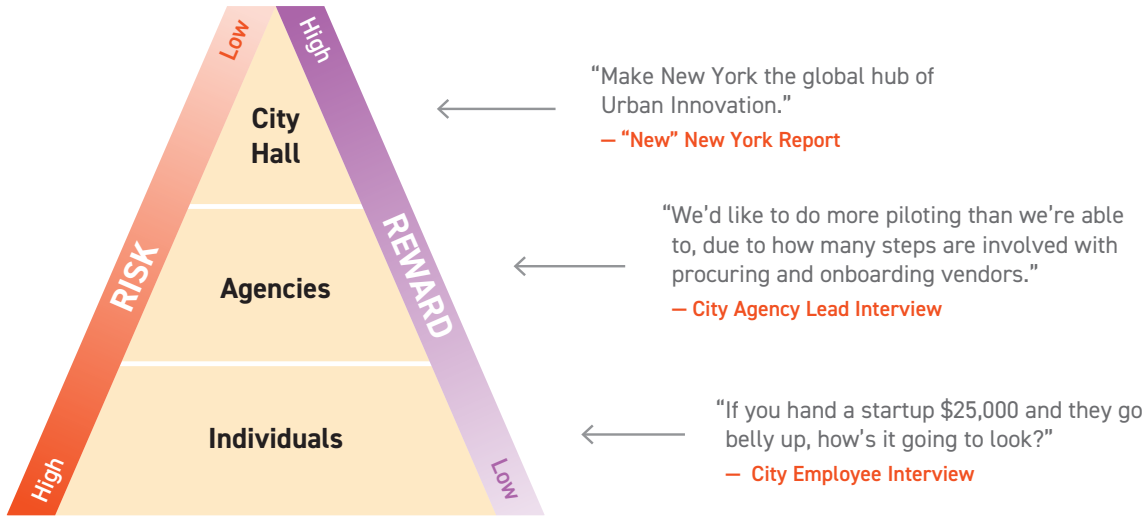 Low
High
City
Hall
“Make New York the global hub of
Urban Innovation.”
— “New” New York Report
RISK
REWARD
Agencies
“We’d like to do more piloting than we’re able
to, due to how many steps are involved with
procuring and onboarding vendors.”
— City Agency Lead Interview
Individuals
“If you hand a startup $25,000 and they go
belly up, how’s it going to look?”
— City Employee Interview
High
Low